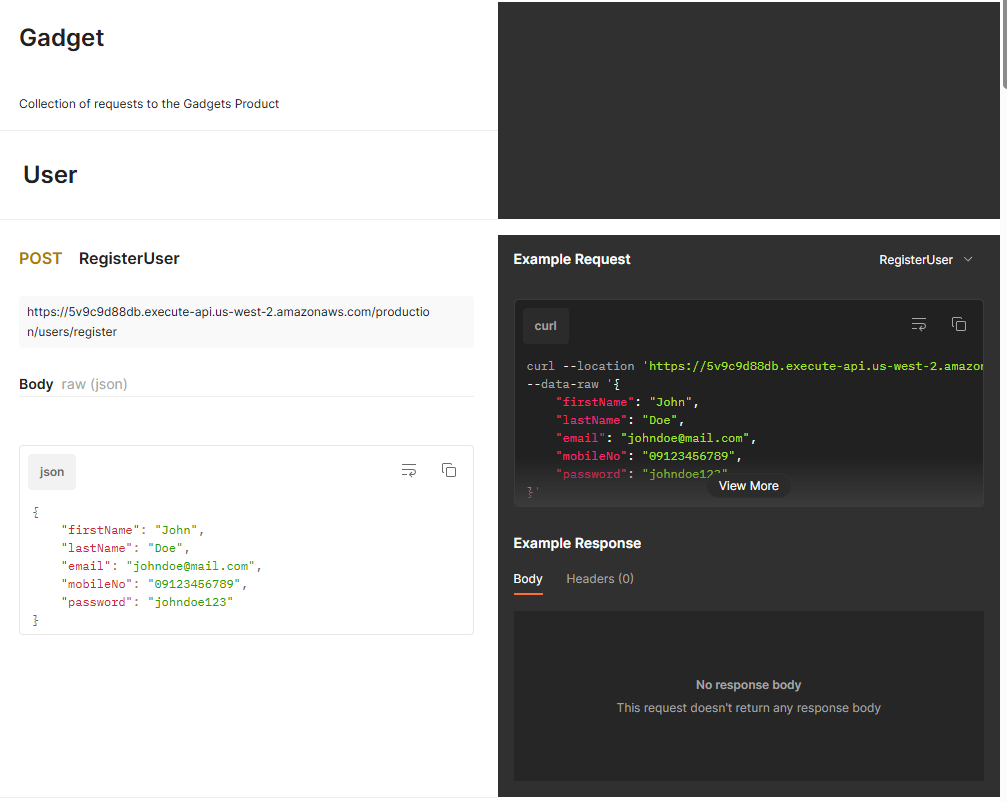 Gadget
Collection of requests to the Gadgets Product
User
POST RegisterUser
https://5v9c9d88db.execute-api.us-west-2.amazonaws.com/productio
n/users/register
Body raw (json)
json
{
    "firstName": "John",
    "lastName": "Doe",
    "email": "johndoe@mail.com",
    "mobileNo": "09123456789",
    "password": "johndoe123"
}
Example Request
RegisterUser
curl
curl --location 'https://5v9c9d88db.execute-api.us-west-2.amazon
--data-raw '{
    "firstName": "John",
    "lastName": "Doe",
    "email": "johndoe@mail.com",
    "mobileNo": "09123456789",
    "password": "johndoe123"
}'
View More
Example Response
Body Headers (0)
No response body
This request doesn't return any response body